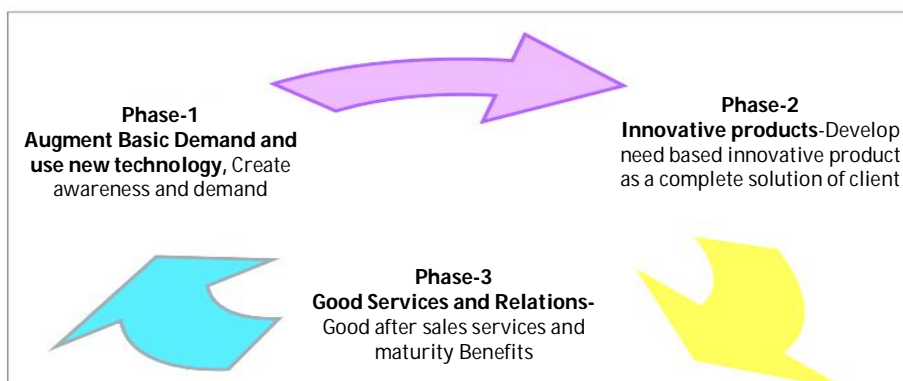 Phase-1
Augment Basic Demand and
use new technology, Create
awareness and demand
Phase-2
Innovative products-Develop
need based innovative product
as a complete solution of client
Phase-3
Good Services and Relations-
Good after sales services and
maturity Benefits